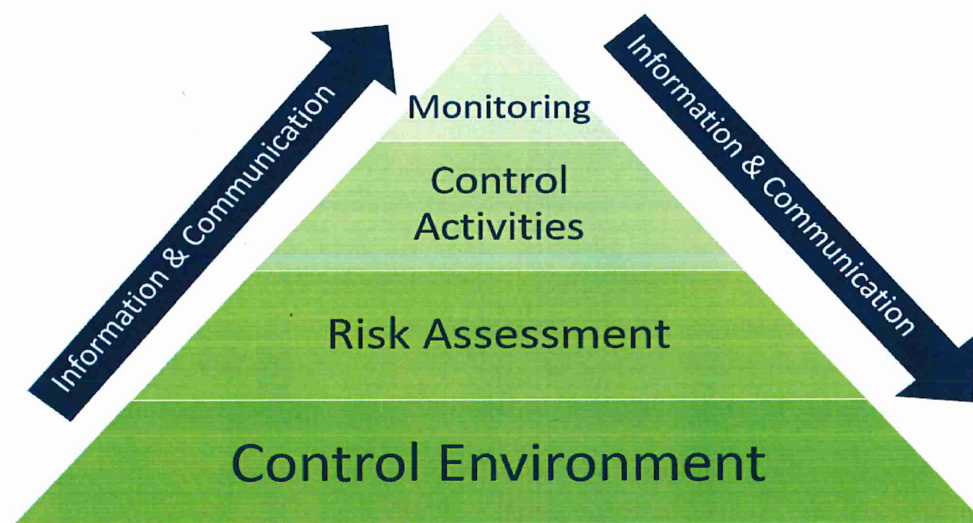 Information & Communication
Information & Communication
Monitoring
Control
Activities
Risk Assessment
Control Environment